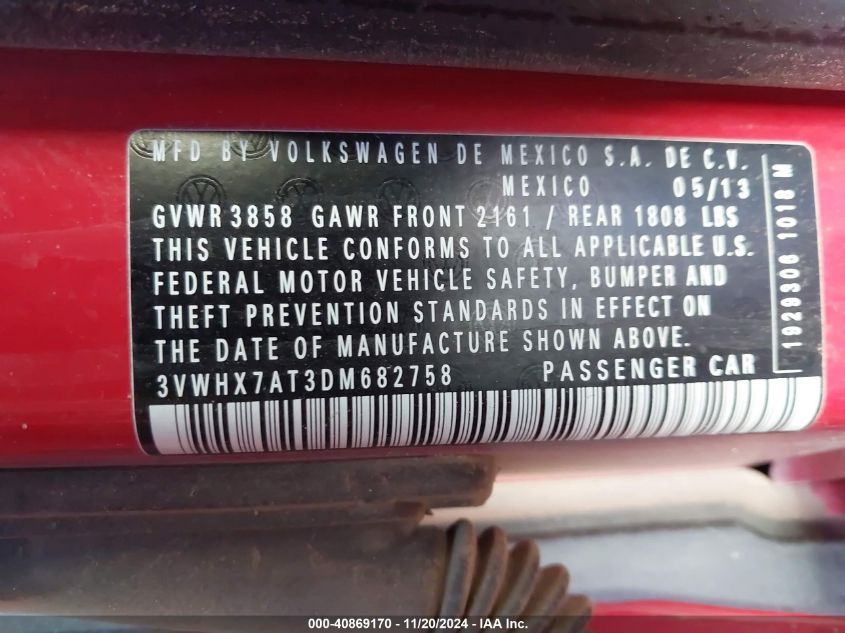 MFD BY VOLKSWAGEN DE MEXICO S.A. DE C.V.
MEXICO 05/13
GVWR 3858 GAWR FRONT 2161 / REAR 1808 LBS
THIS VEHICLE CONFORMS TO ALL APPLICABLE U.S.
FEDERAL MOTOR VEHICLE SAFETY, BUMPER AND
THEFT PREVENTION STANDARDS IN EFFECT ON
THE DATE OF MANUFACTURE SHOWN ABOVE.
3VWHX7AT3DM682758 PASSENGER CAR
1929306 1018 M
000-40869170 - 11/20/2024 - IAA Inc.